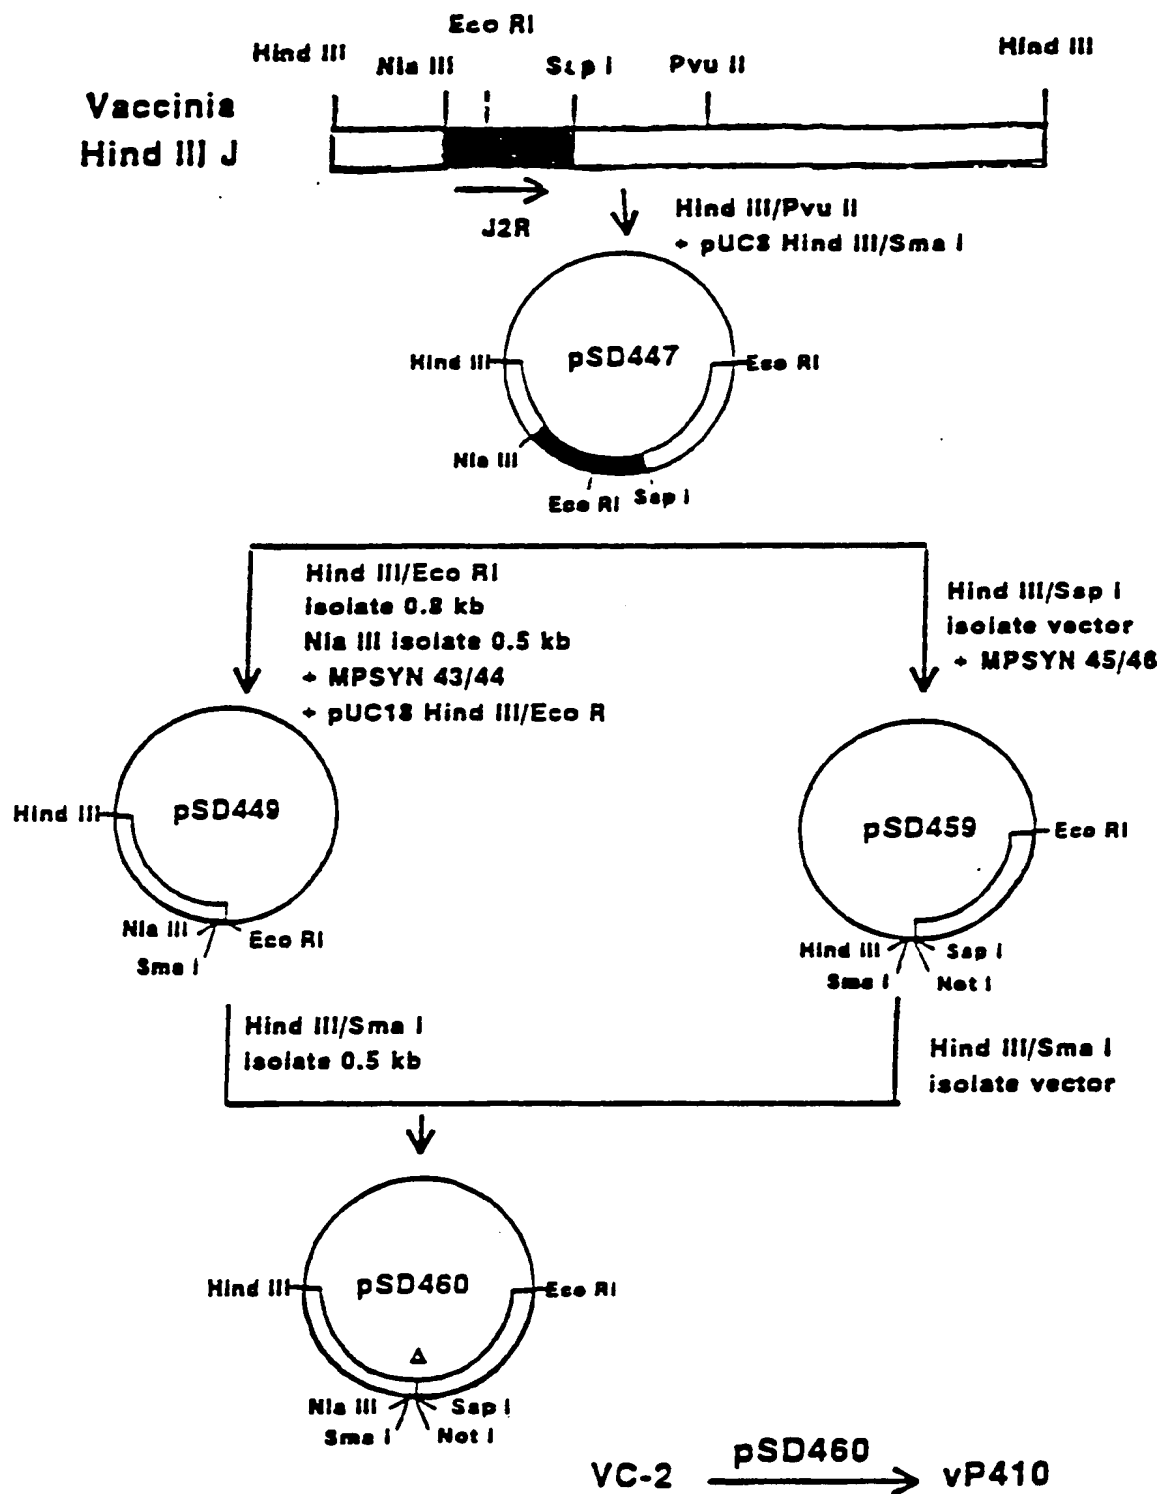 Eco RI
Hind III
Hind III
Nla III
Ssp I
Pvu II
Vaccinia
Hind III J
J2R
Hind III/Pvu II
+ pUC8 Hind III/Sma I
pSD447
Hind III
Eco RI
Nla III
Eco RI
Ssp I
Hind III/Eco RI
isolate 0.8 kb
Nla III isolate 0.5 kb
+ MPSYN 43/44
+ pUC18 Hind III/Eco R
Hind III/Ssp I
isolate vector
+ MPSYN 45/46
pSD449
Hind III
Nla III
Eco RI
Sma I
pSD459
Eco RI
Hind III
Ssp I
Sma I
Not I
Hind III/Sma I
isolate 0.5 kb
Hind III/Sma I
isolate vector
pSD460
Hind III
Eco RI
Δ
Nla III
Ssp I
Sma I
Not I
pSD460
VC-2
vP410